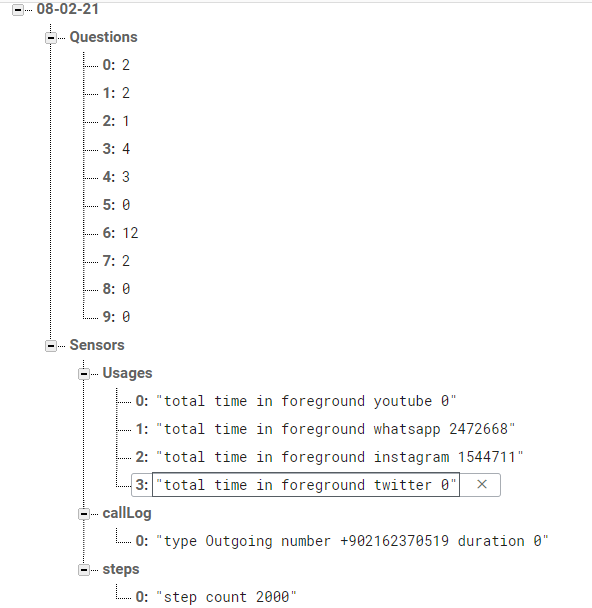 08-02-21
Questions
0: 2
1: 2
2: 1
3: 4
4: 3
5: 0
6: 12
7: 2
8: 0
9: 0
Sensors
Usages
0: "total time in foreground youtube 0"
1: "total time in foreground whatsapp 2472668"
2: "total time in foreground instagram 1544711"
3: "total time in foreground twitter 0"
callLog
0: "type Outgoing number +902162370519 duration 0"
steps
0: "step count 2000"